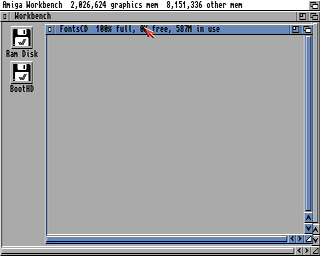 Amiga Workbench 2,026,624 graphics mem 8,151,336 other mem
Workbench
FontsCD 100% full, 0% free, 587M in use
Ram Disk
BootHD